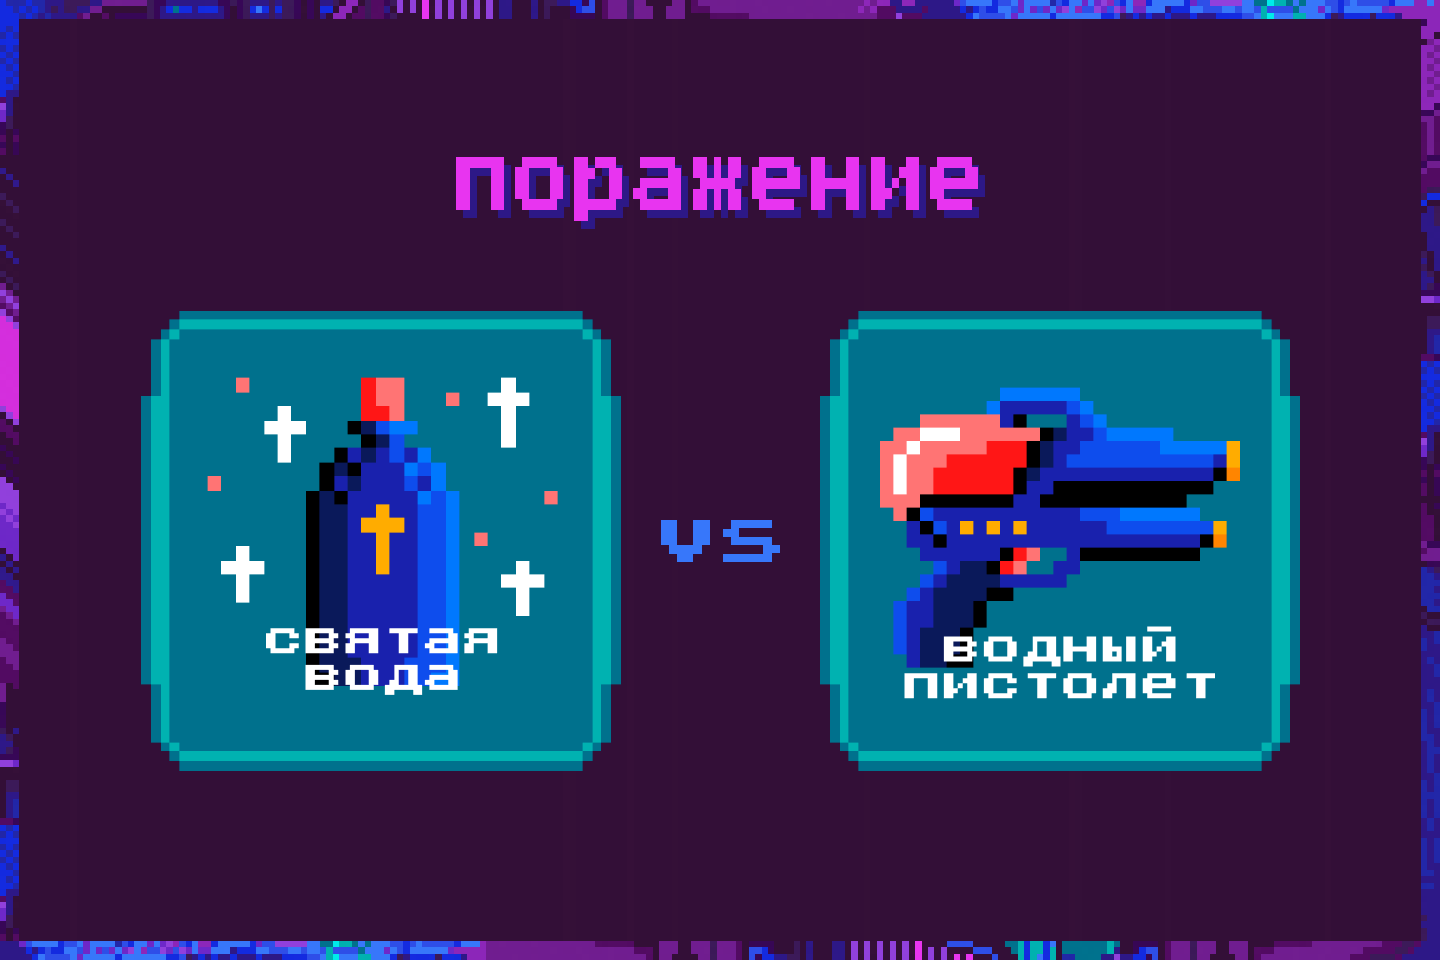 поражение
vs
святая
вода
водный
пистолет